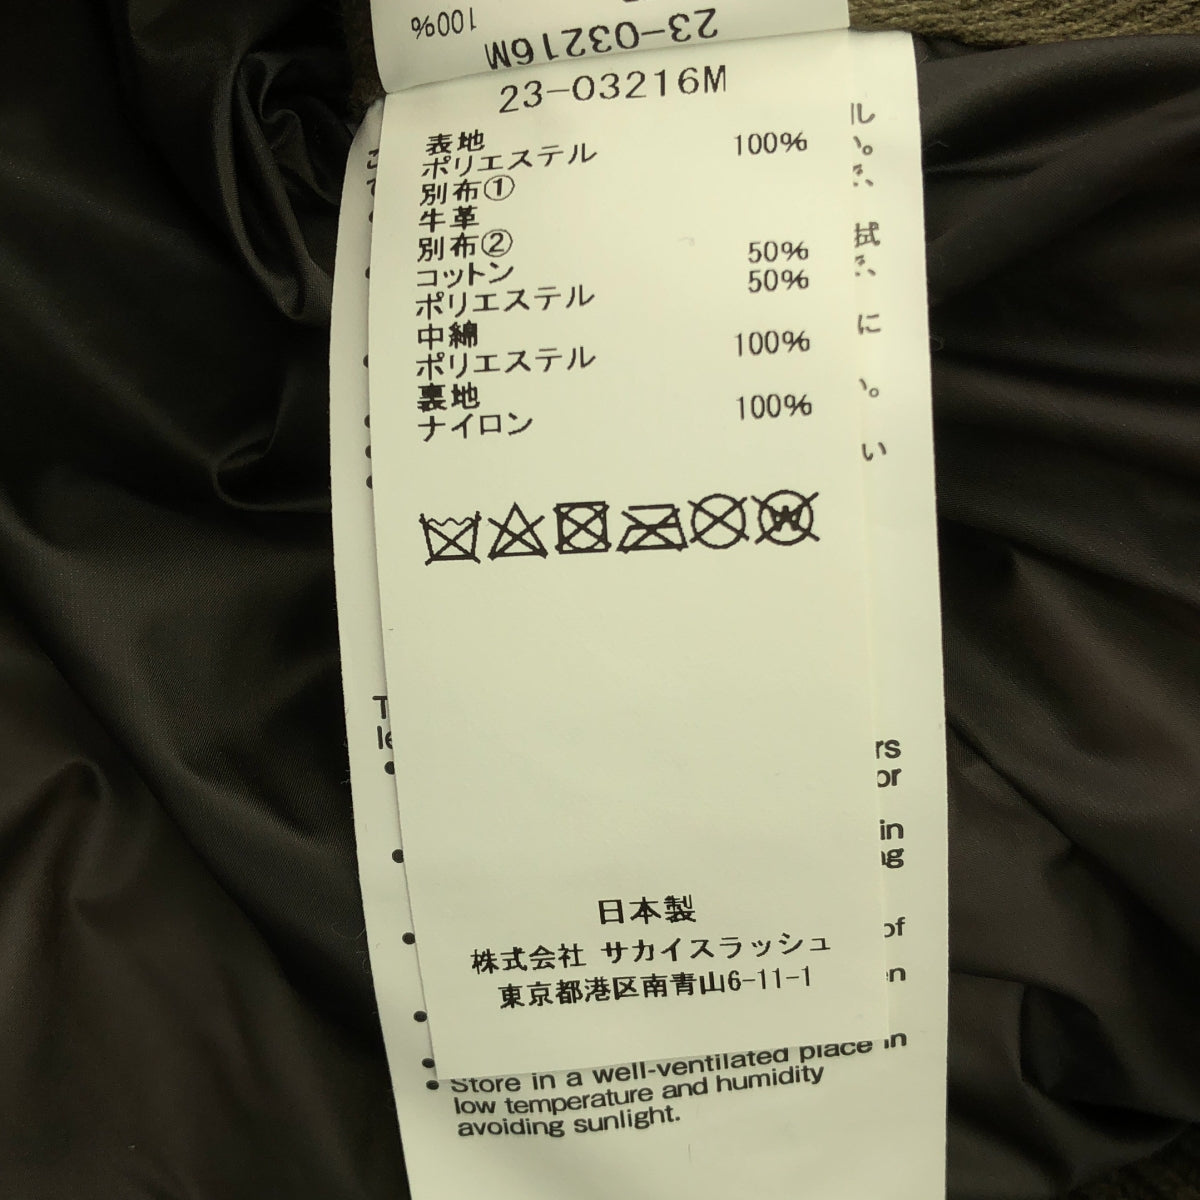 100%
23-03216M
23-03216M
表地
ポリエステル 100%
別布①
牛革
別布②
コットン 50%
ポリエステル 50%
中綿
ポリエステル 100%
裏地
ナイロン 100%
日本製
株式会社 サカイスラッシュ
東京都港区南青山6-11-1
rs
or
in
of
Store in a well-ventilated place in
low temperature and humidity
avoiding sunlight.